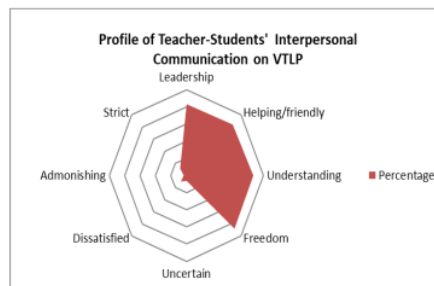 Profile of Teacher-Students' Interpersonal
Communication on VTLP
Leadership
Strict
Helping/friendly
Admonishing
Understanding
Percentage
Dissatisfied
Freedom
Uncertain